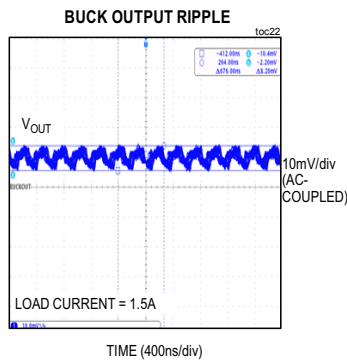 BUCK OUTPUT RIPPLE
toc22
-412.00ns -10.4mV
264.00ns -2.20mV
Δ676.00ns Δ8.20mV
VOUT
10mV/div
(AC-
COUPLED)
BUCKOUT
LOAD CURRENT = 1.5A
TIME (400ns/div)